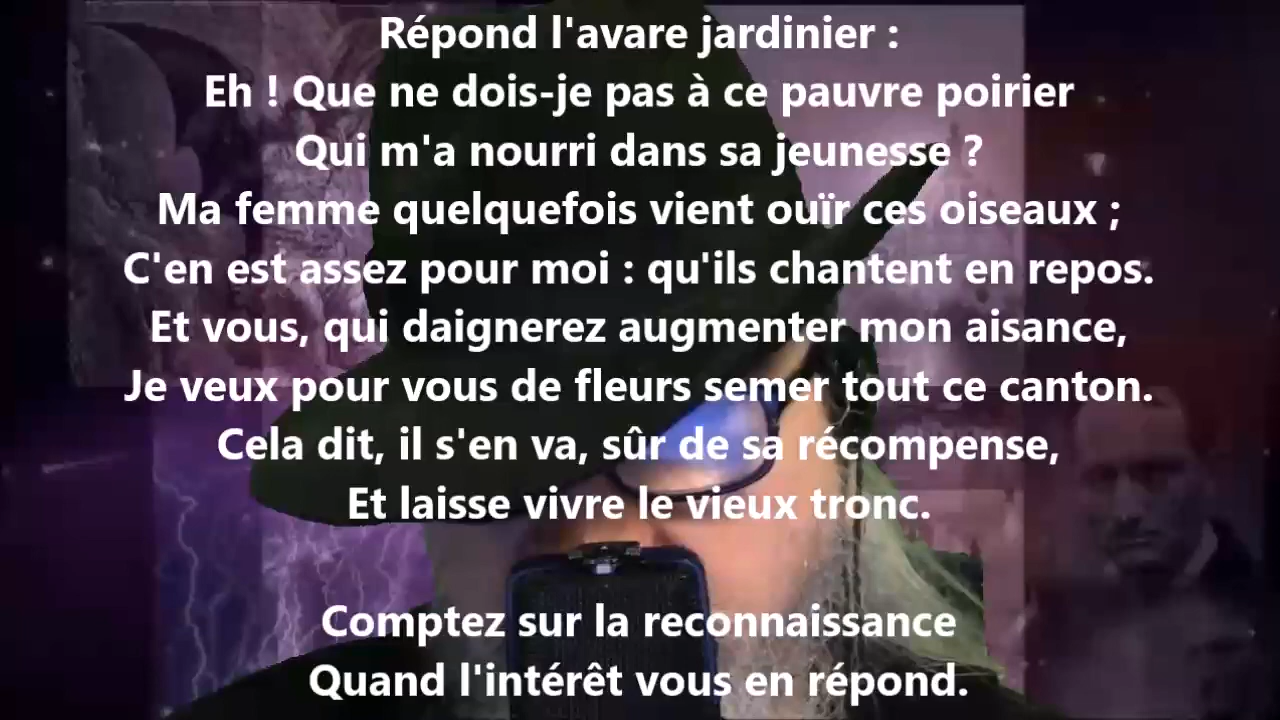 Répond l'avare jardinier :
Eh ! Que ne dois-je pas à ce pauvre poirier
Qui m'a nourri dans sa jeunesse ?
Ma femme quelquefois vient ouïr ces oiseaux ;
C'en est assez pour moi : qu'ils chantent en repos.
Et vous, qui daignerez augmenter mon aisance,
Je veux pour vous de fleurs semer tout ce canton.
Cela dit, il s'en va, sûr de sa récompense,
Et laisse vivre le vieux tronc.
Comptez sur la reconnaissance
Quand l'intérêt vous en répond.